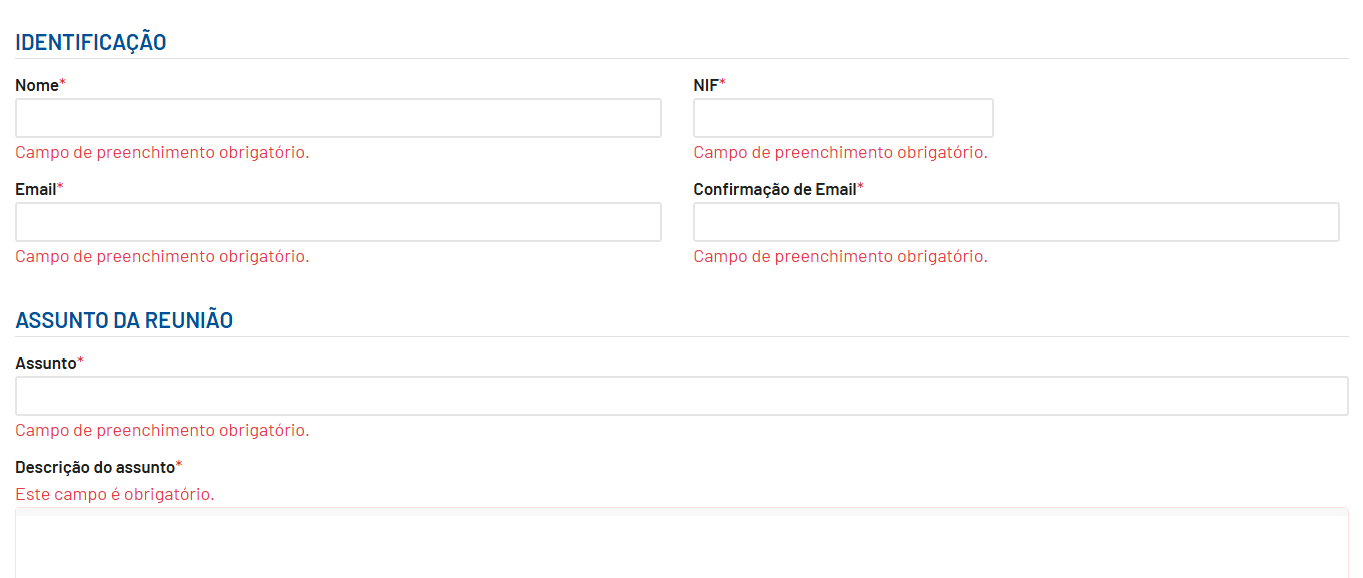 IDENTIFICAÇÃO
Nome*
NIF*
Campo de preenchimento obrigatório.
Campo de preenchimento obrigatório.
Email*
Confirmação de Email*
Campo de preenchimento obrigatório.
Campo de preenchimento obrigatório.
ASSUNTO DA REUNIÃO
Assunto*
Campo de preenchimento obrigatório.
Descrição do assunto*
Este campo é obrigatório.